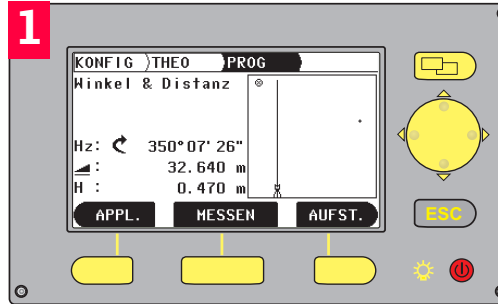 1
KONFIG THEO PROG
Winkel & Distanz
Hz: 350°07'26"
: 32.640 m
H : 0.470 m
APPL. MESSEN AUFST.
ESC